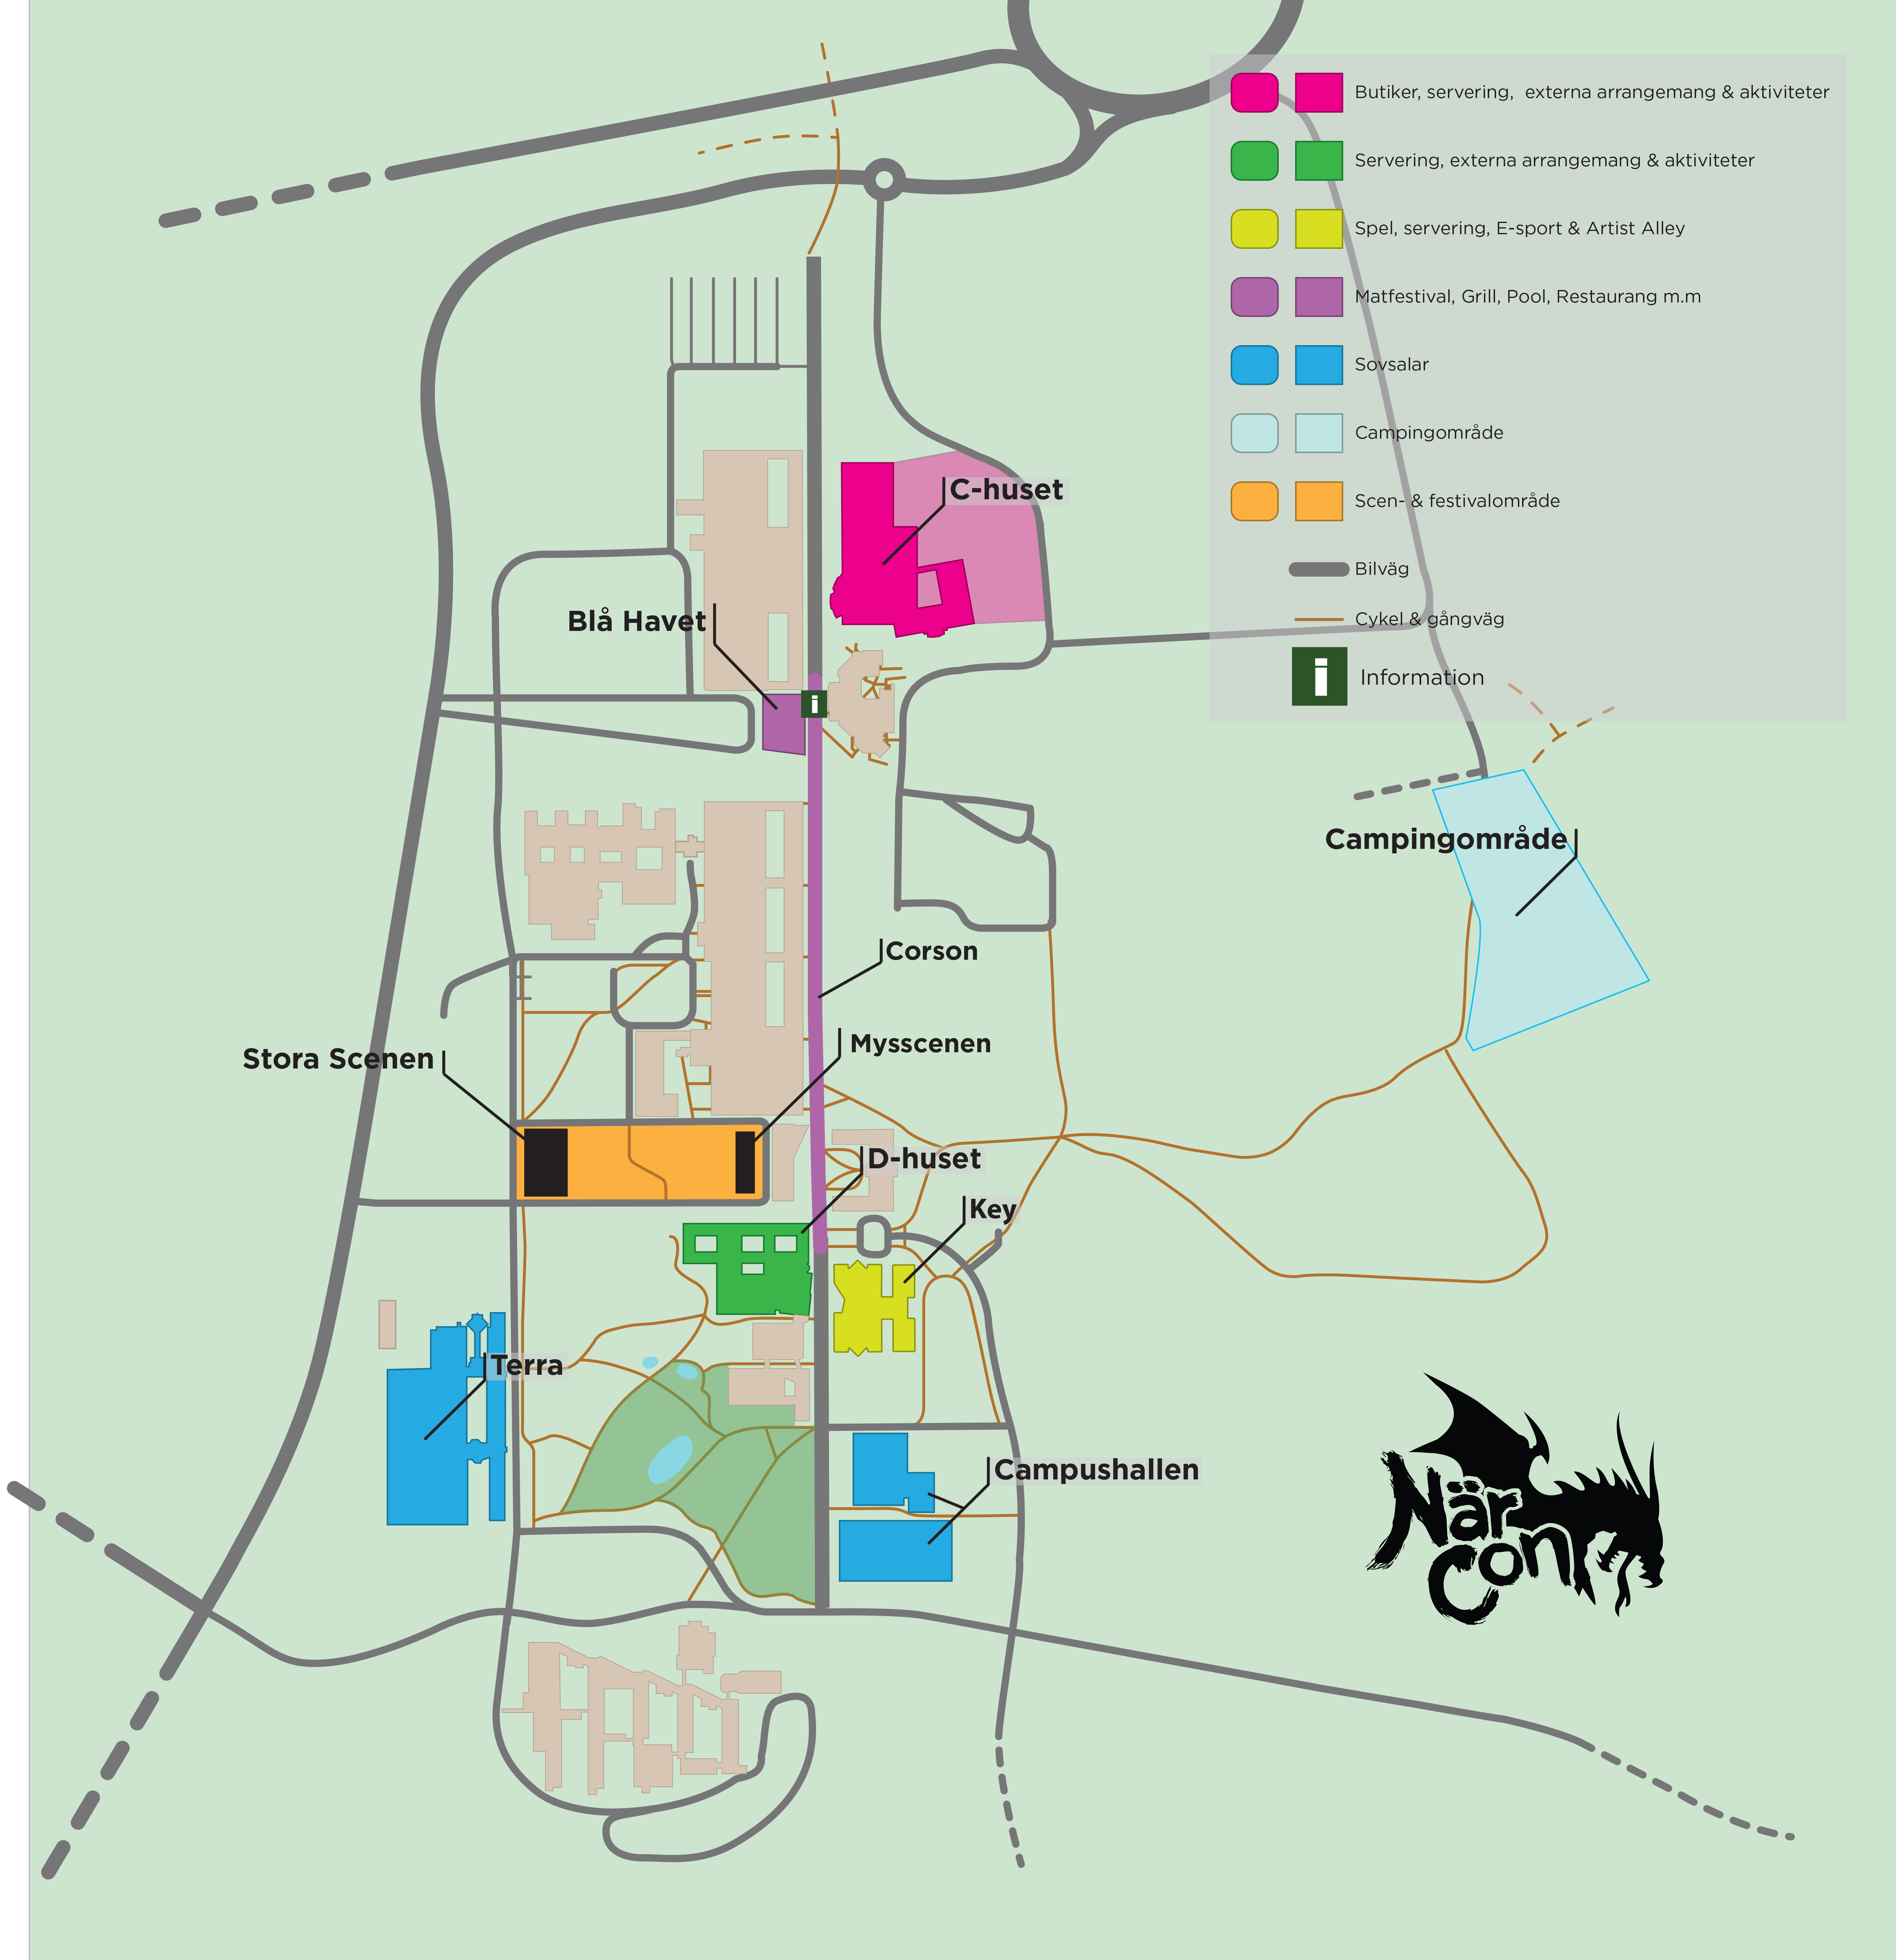 Butiker, servering, externa arrangemang & aktiviteter
Servering, externa arrangemang & aktiviteter
Spel, servering, E-sport & Artist Alley
Matfestival, Grill, Pool, Restaurang m.m
Sovsalar
Campingområde
Scen- & festivalområde
Bilväg
Cykel & gångväg
i Information
C-huset
Blå Havet
i
Campingområde
Corson
Mysscenen
Stora Scenen
D-huset
Key
Terra
Campushallen
När
Con